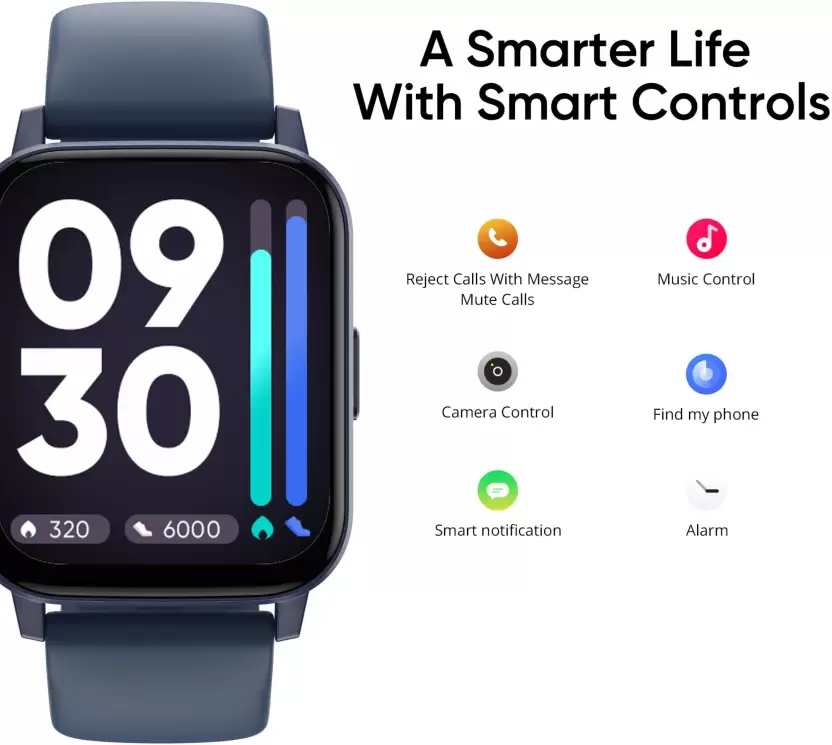 A Smarter Life
With Smart Controls
09
30
320
6000
Reject Calls With Message
Mute Calls
Music Control
Camera Control
Find my phone
Smart notification
Alarm